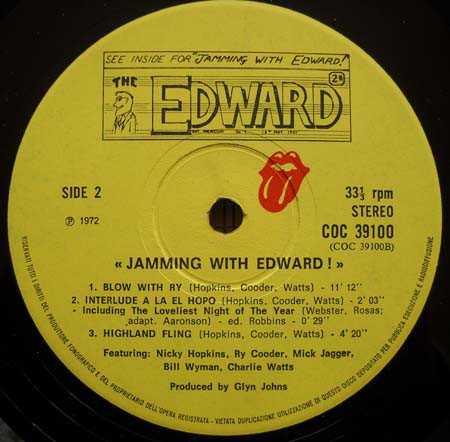 SEE INSIDE FOR "JAMMING WITH EDWARD!"
THE
EDWARD
2d
SIDE 2
℗ 1972
33⅓ rpm
STEREO
COC 39100
(COC 39100B)
« JAMMING WITH EDWARD ! »
1. BLOW WITH RY (Hopkins, Cooder, Watts) - 11' 12''
2. INTERLUDE A LA EL HOPO (Hopkins, Cooder, Watts) - 2' 03''
- Including The Loveliest Night of The Year (Webster, Rosas;
adapt. Aaronson) - ed. Robbins - 0' 29''
3. HIGHLAND FLING (Hopkins, Cooder, Watts) - 4' 20''
Featuring: Nicky Hopkins, Ry Cooder, Mick Jagger,
Bill Wyman, Charlie Watts
Produced by Glyn Johns
RISERVATI TUTTI I DIRITTI DEL PRODUTTORE FONOGRAFICO E DEL PROPRIETARIO DELL'OPERA REGISTRATA - VIETATA DUPLICAZIONE UTILIZZAZIONE DI QUESTO DISCO DEPOSITATO PER PUBBLICA ESECUZIONE E RADIODIFFUSIONE